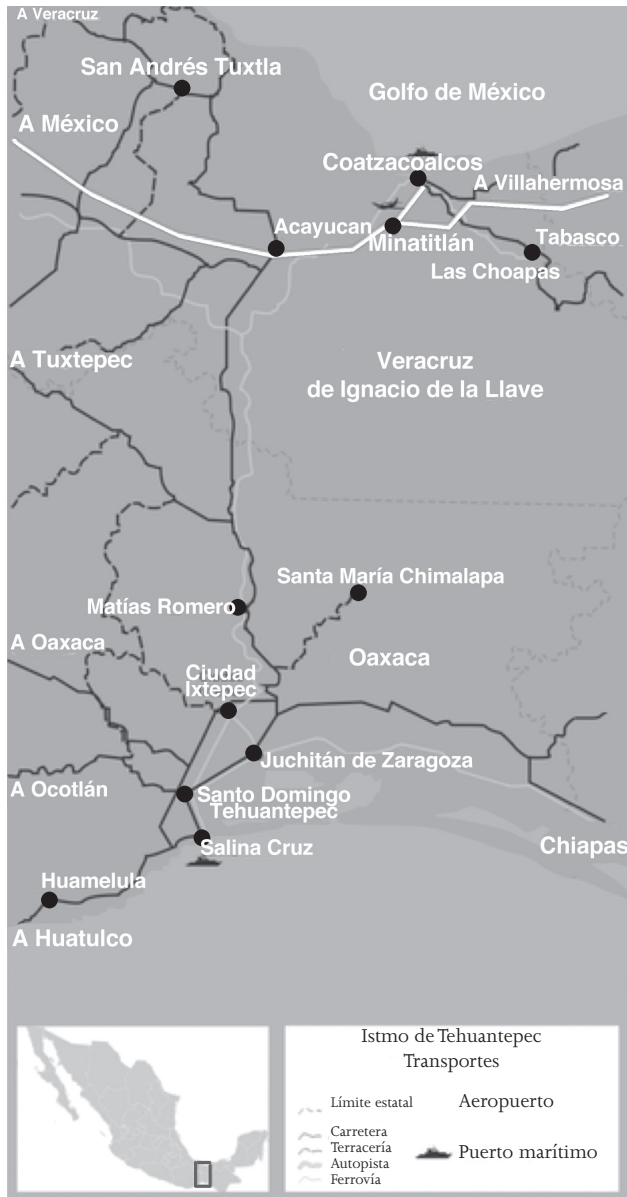 A Veracruz
San Andrés Tuxtla
Golfo de México
A México
Coatzacoalcos
A Villahermosa
Acayucan
Minatitlán
Tabasco
Las Choapas
A Tuxtepec
Veracruz
de Ignacio de la Llave
Santa María Chimalapa
Matías Romero
A Oaxaca
Oaxaca
Ciudad
Ixtepec
Juchitán de Zaragoza
A Ocotlán
Santo Domingo
Tehuantepec
Salina Cruz
Chiapas
Huamelula
A Huatulco
Istmo de Tehuantepec
Transportes
Límite estatal
Aeropuerto
Carretera
Terracería
Autopista
Ferrovía
Puerto marítimo